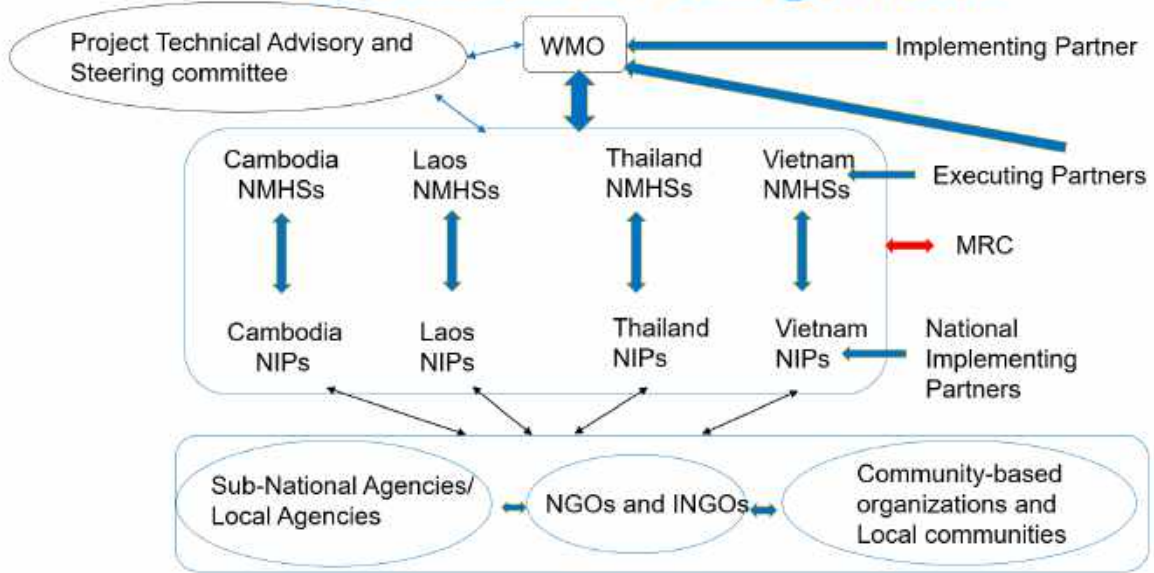 Project Technical Advisory and
Steering committee
WMO
Implementing Partner
Cambodia
NMHSs
Laos
NMHSs
Thailand
NMHSs
Vietnam
NMHSs
Executing Partners
MRC
Cambodia
NIPs
Laos
NIPs
Thailand
NIPs
Vietnam
NIPs
National
Implementing
Partners
Sub-National Agencies/
Local Agencies
NGOs and INGOs
Community-based
organizations and
Local communities